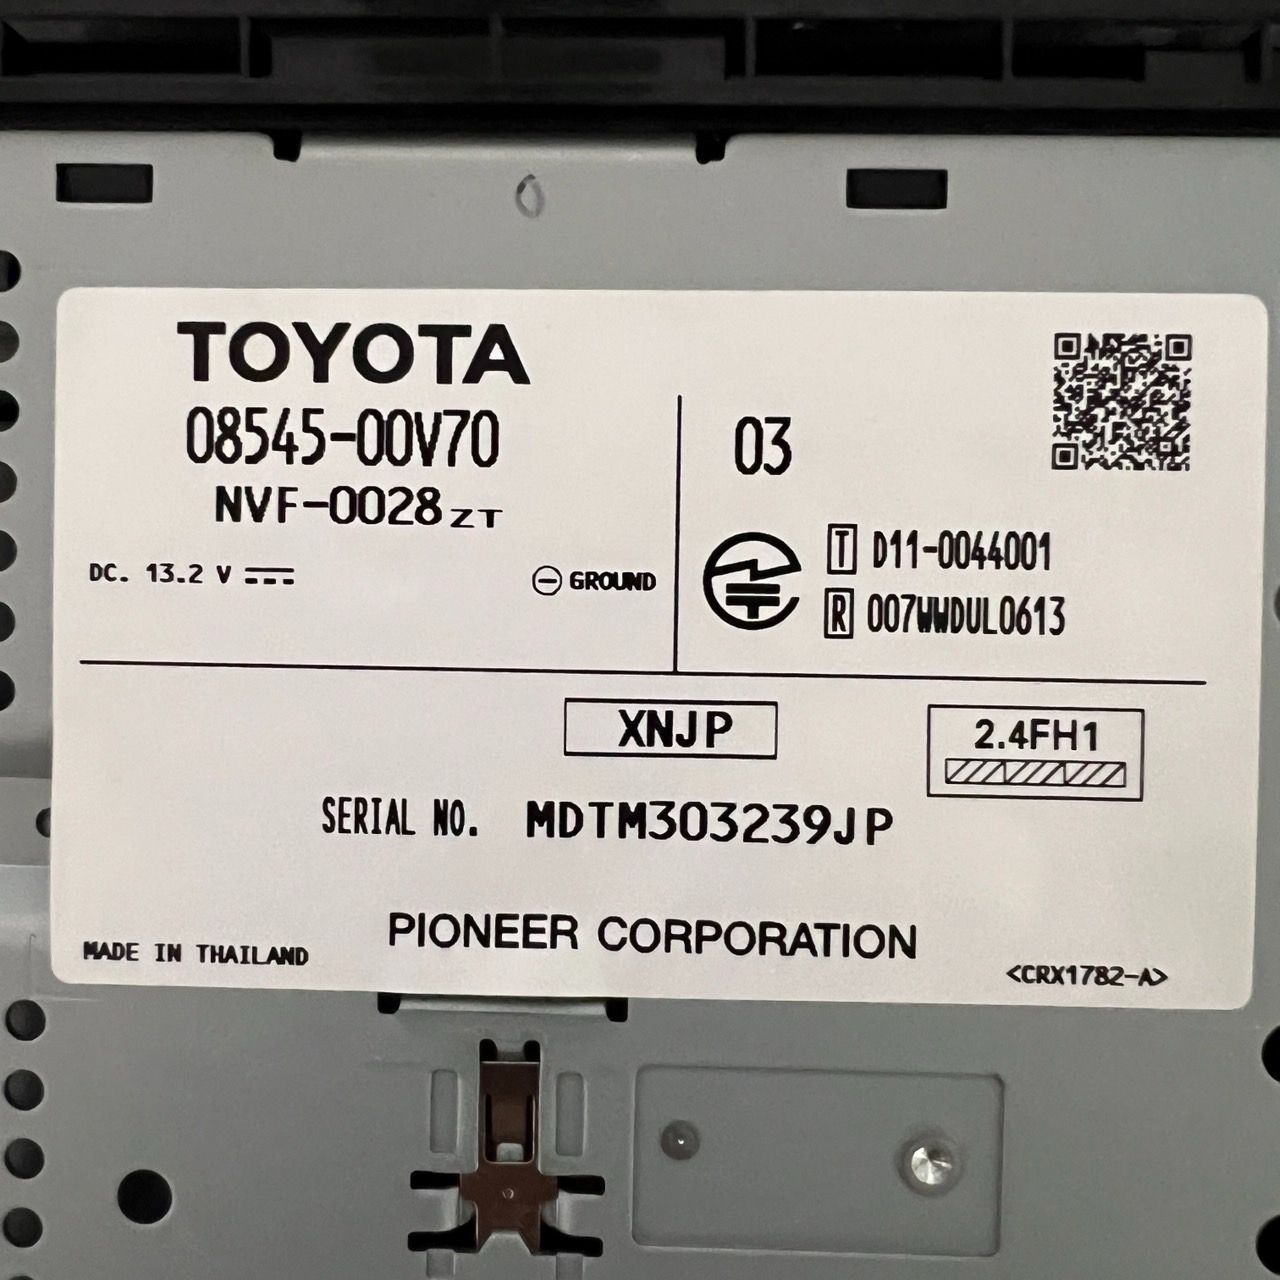 TOYOTA
08545-00V70
NVF-0028ZT
DC. 13.2 V
GROUND
03
T D11-0044001
R 007WWDUL0613
XNJP
2.4FH1
SERIAL NO. MDTM303239JP
PIONEER CORPORATION
MADE IN THAILAND
<CRX1782-A>